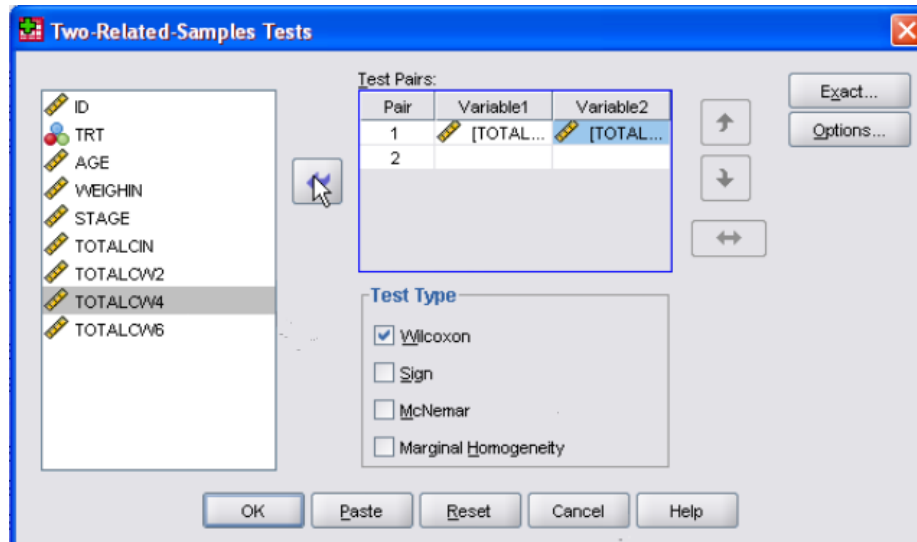 Two-Related-Samples Tests
ID
TRT
AGE
WEIGHIN
STAGE
TOTALCIN
TOTALCW2
TOTALCW4
TOTALCW6
Test Pairs:
Pair Variable1 Variable2
1 [TOTAL... [TOTAL...
2
Test Type
Wilcoxon
Sign
McNemar
Marginal Homogeneity
Exact...
Options...
OK Paste Reset Cancel Help